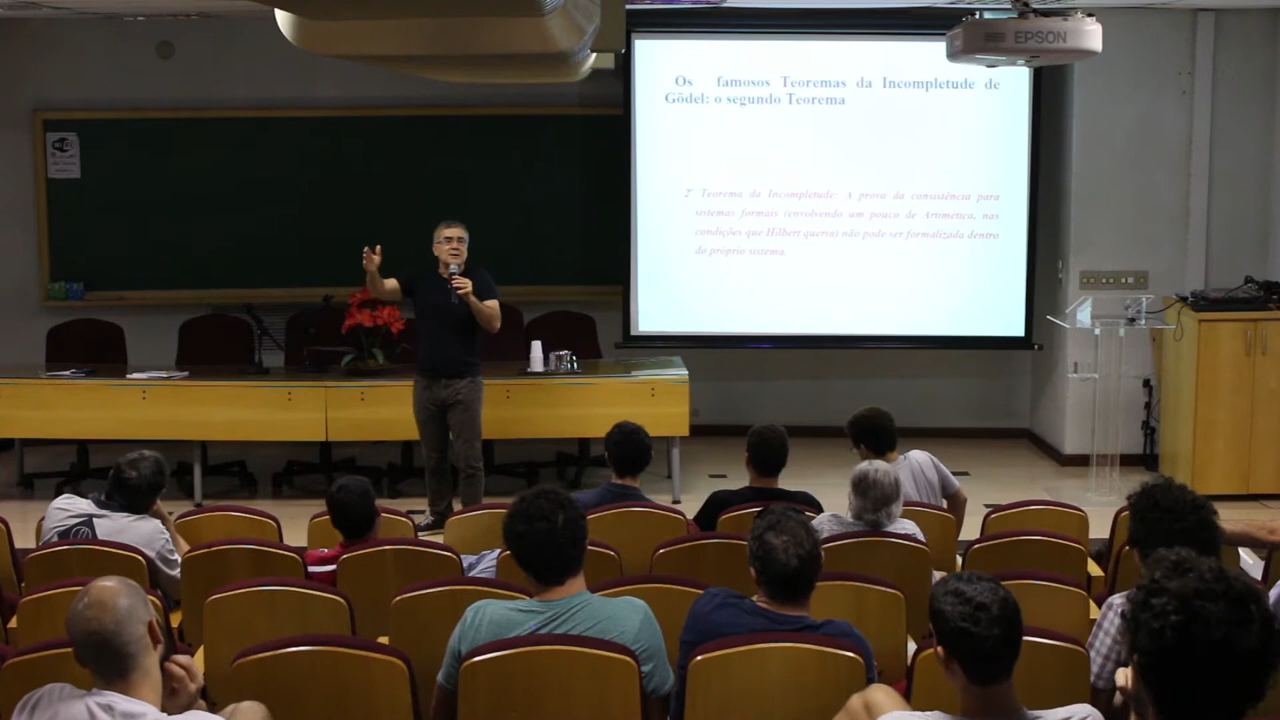 Os famosos Teoremas da Incompletude de
Gödel: o segundo Teorema
2º Teorema da Incompletude: A prova da consistência para
sistemas formais (envolvendo um pouco de Aritmética, nas
condições que Hilbert queria) não pode ser formalizada dentro
do próprio sistema.
EPSON
WiFi